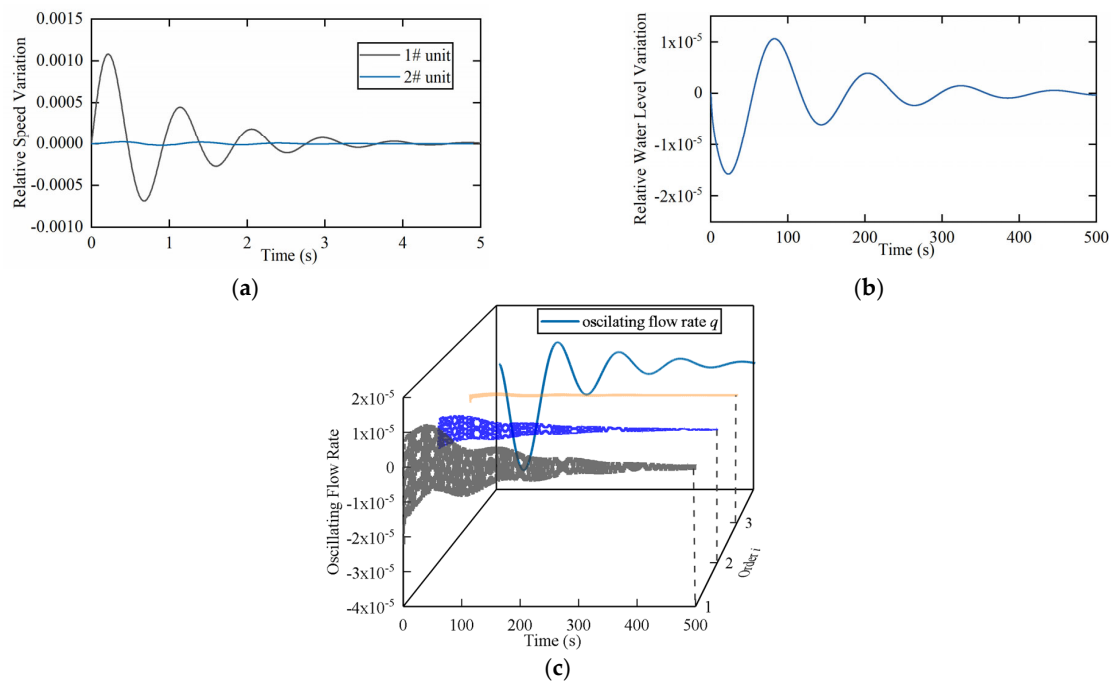 0.0015
0.0010
0.0005
0.0000
-0.0005
-0.0010
Relative Speed Variation
1# unit
2# unit
0 1 2 3 4 5
Time (s)
(a)
1x10-5
0
-1x10-5
-2x10-5
Relative Water Level Variation
0 100 200 300 400 500
Time (s)
(b)
oscilating flow rate q
2x10-5
1x10-5
0
-1x10-5
-2x10-5
-3x10-5
-4x10-5
Oscillating Flow Rate
3
2
1
Order i
0 100 200 300 400 500
Time (s)
(c)